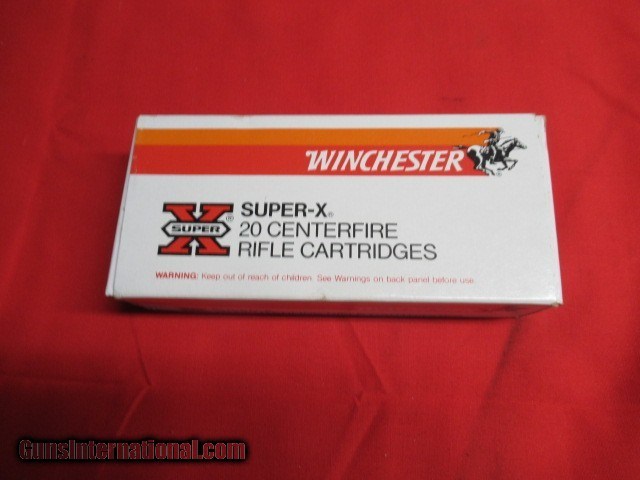 WINCHESTER®
X® SUPER
SUPER-X®
20 CENTERFIRE
RIFLE CARTRIDGES
WARNING: Keep out of reach of children. See Warnings on back panel before use.
GunsInternational.com